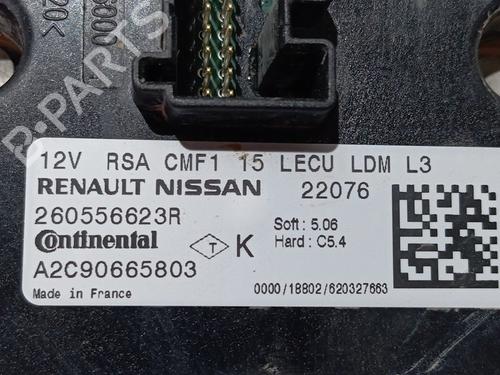 12V RSA CMF1 15 LECU LDM L3
RENAULT NISSAN 22076
260556623R
Soft : 5.06
Continental
T K
Hard : C5.4
A2C90665803
Made in France
0000/18802/620327663
B-PARTS